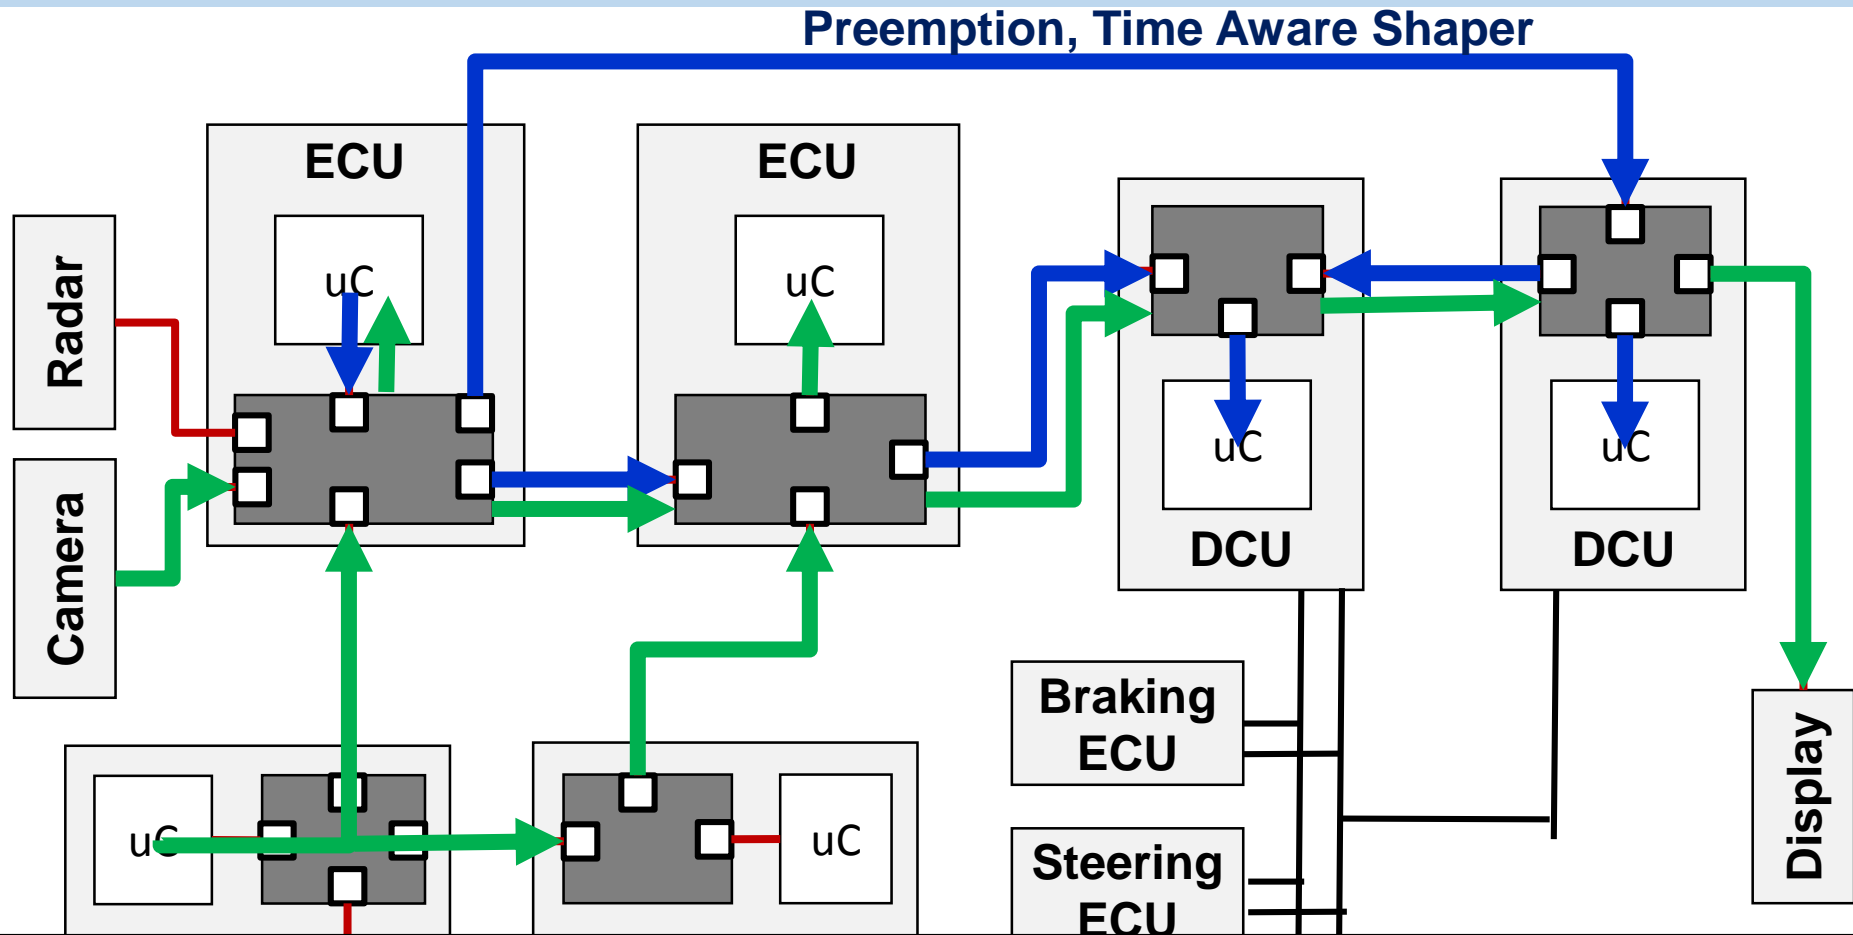 Preemption, Time Aware Shaper
ECU
ECU
uC
uC
Radar
Camera
uC
uC
DCU
DCU
Braking
ECU
Display
uC
uC
Steering
ECU